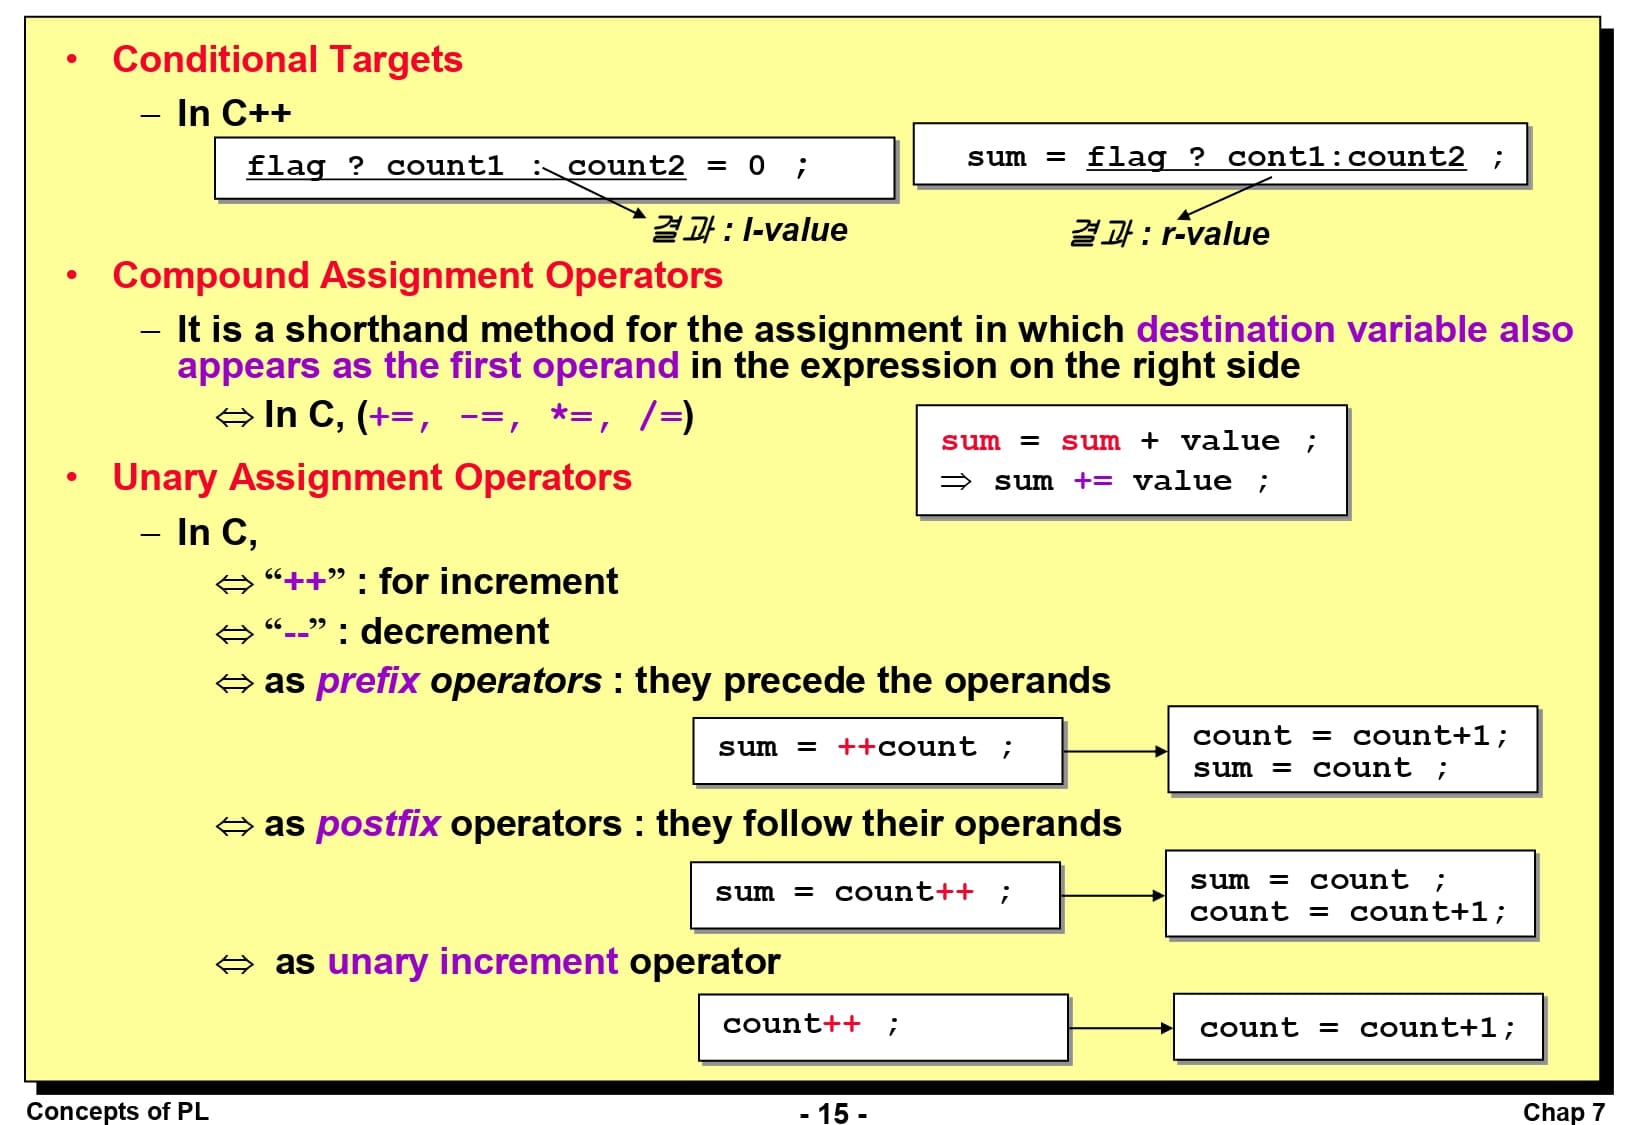 • Conditional Targets
– In C++
flag ? count1 : count2 = 0 ;
sum = flag ? cont1:count2 ;
결과 : l-value
결과 : r-value
• Compound Assignment Operators
– It is a shorthand method for the assignment in which destination variable also
appears as the first operand in the expression on the right side
⇔ In C, (+=, -=, *=, /=)
sum = sum + value ;
⇒ sum += value ;
• Unary Assignment Operators
– In C,
⇔ “++” : for increment
⇔ “--” : decrement
⇔ as prefix operators : they precede the operands
sum = ++count ;
count = count+1;
sum = count ;
⇔ as postfix operators : they follow their operands
sum = count++ ;
sum = count ;
count = count+1;
⇔ as unary increment operator
count++ ;
count = count+1;
Concepts of PL
- 15 -
Chap 7